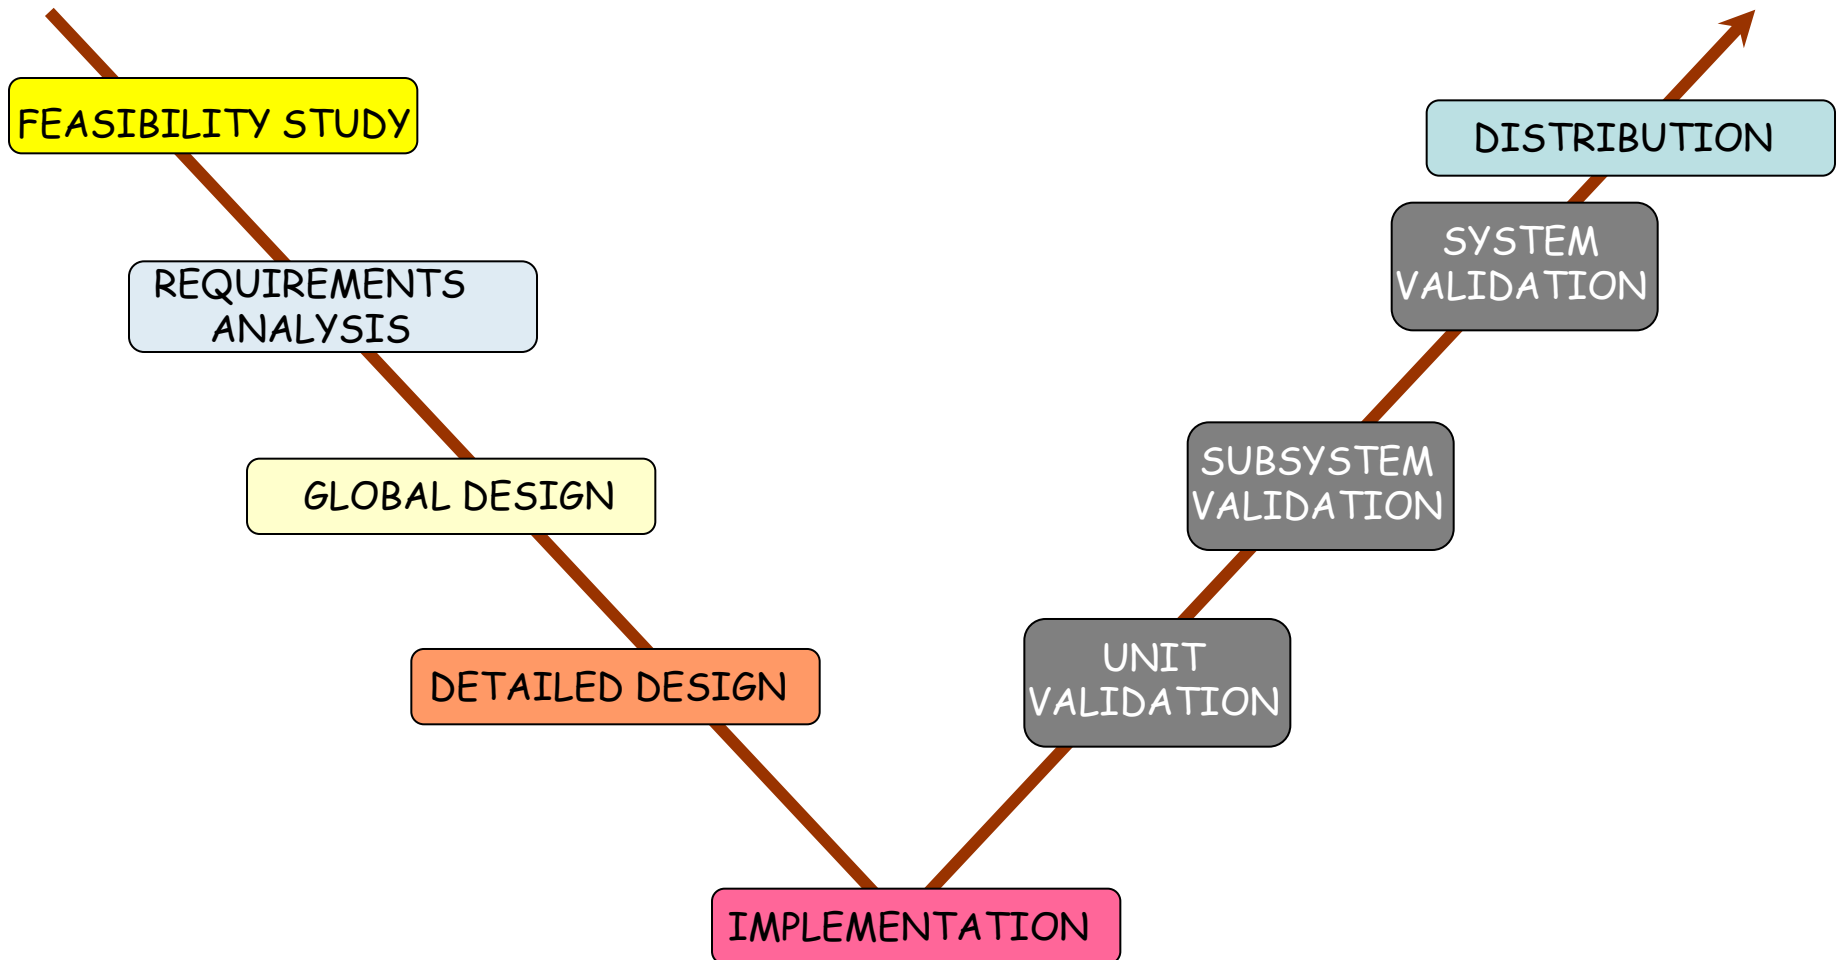 FEASIBILITY STUDY
REQUIREMENTS
ANALYSIS
GLOBAL DESIGN
DETAILED DESIGN
IMPLEMENTATION
UNIT
VALIDATION
SUBSYSTEM
VALIDATION
SYSTEM
VALIDATION
DISTRIBUTION